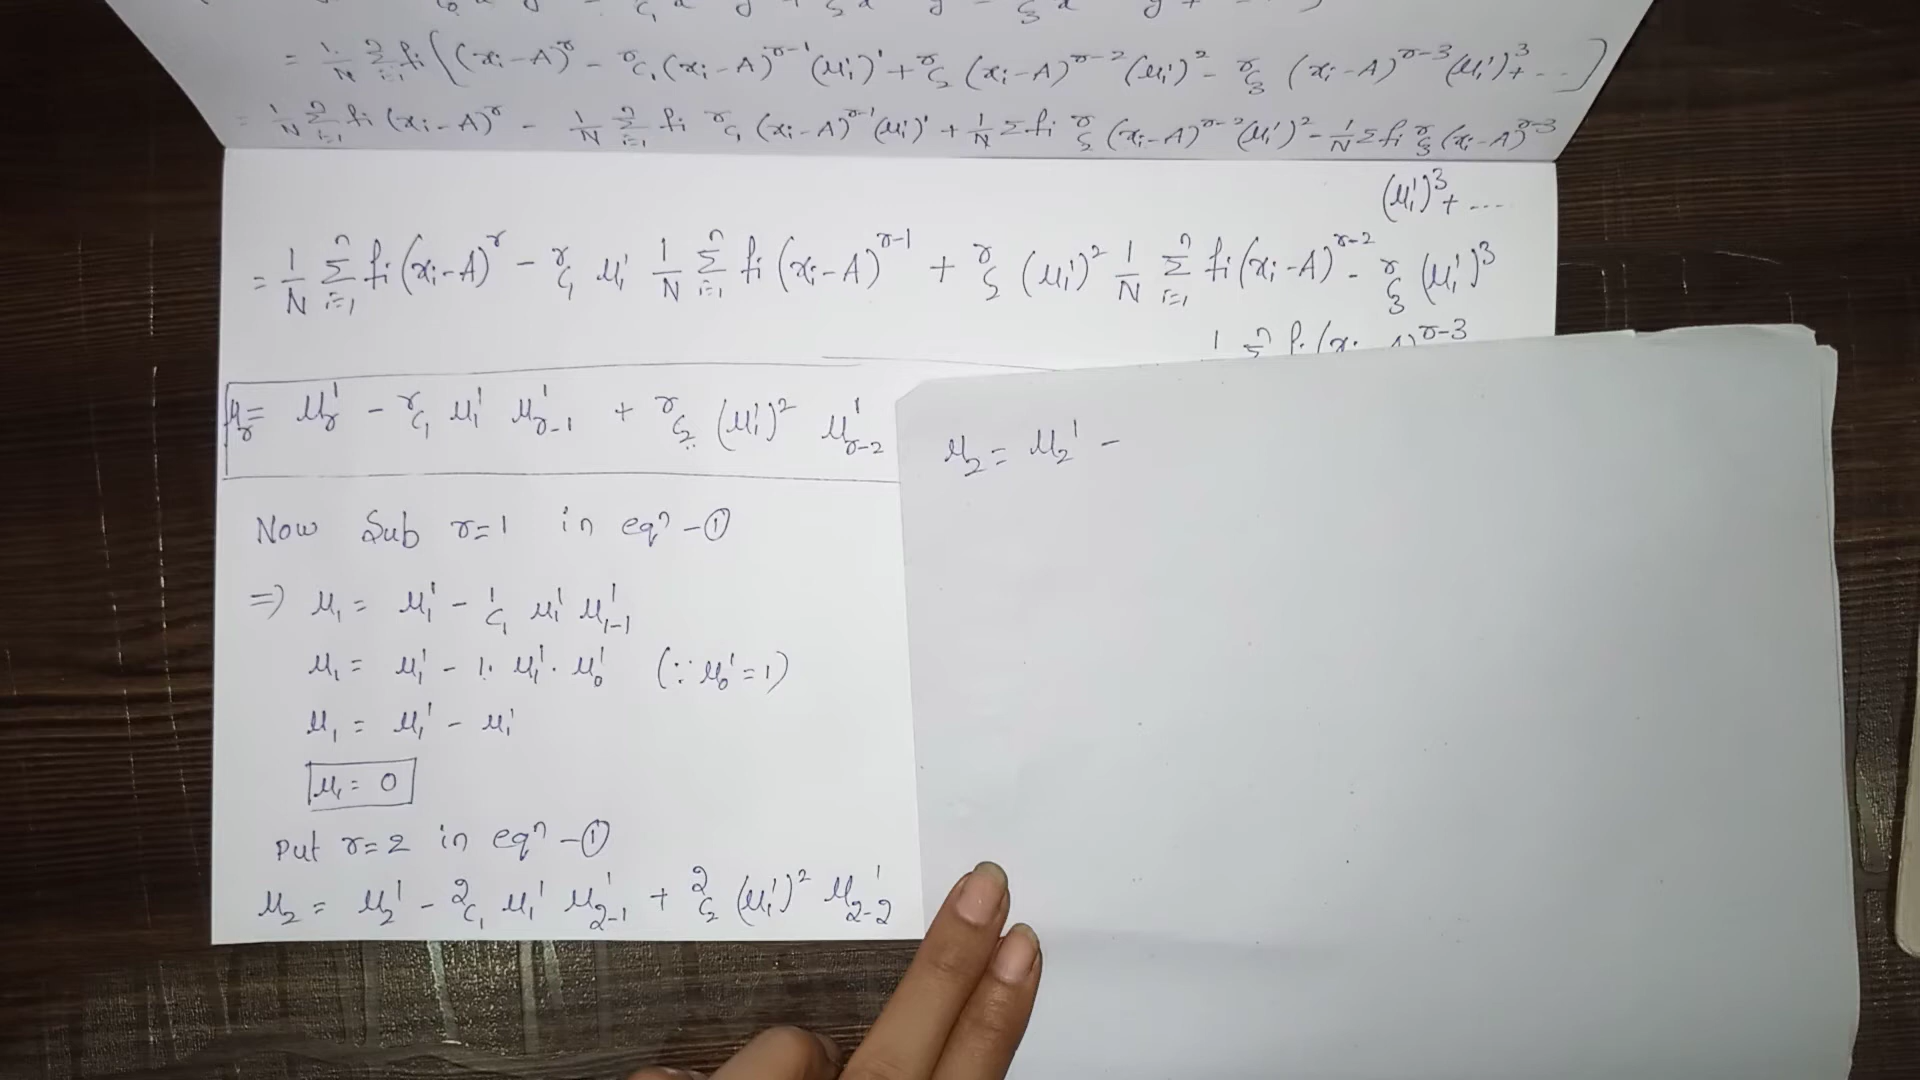 = 1/N Σ_{i=1}^{n} fi [(xi-A)^r - rC1 (xi-A)^{r-1} (μ1')^1 + rC2 (xi-A)^{r-2} (μ1')^2 - rC3 (xi-A)^{r-3} (μ1')^3 + ...]
= 1/N Σ_{i=1}^{n} fi (xi-A)^r - 1/N Σ_{i=1}^{n} fi rC1 (xi-A)^{r-1} (μ1')^1 + 1/N Σ fi rC2 (xi-A)^{r-2} (μ1')^2 - 1/N Σ fi rC3 (xi-A)^{r-3}
(μ1')^3 + ...
= 1/N Σ_{i=1}^{n} fi (xi-A)^r - rC1 μ1' 1/N Σ_{i=1}^{n} fi (xi-A)^{r-1} + rC2 (μ1')^2 1/N Σ_{i=1}^{n} fi (xi-A)^{r-2} - rC3 (μ1')^3
μr = μr' - rC1 μ1' μ'_{r-1} + rC2 (μ1')^2 μ'_{r-2}
Now Sub r=1 in eqn - ①
=> μ1 = μ1' - 1C1 μ1' μ'_{1-1}
μ1 = μ1' - 1. μ1' . μ0' (∵ μ0' = 1)
μ1 = μ1' - μ1'
μ1 = 0
Put r=2 in eqn - ①
μ2 = μ2' - 2C1 μ1' μ'_{2-1} + 2C2 (μ1')^2 μ'_{2-2}
μ2 = μ2' -